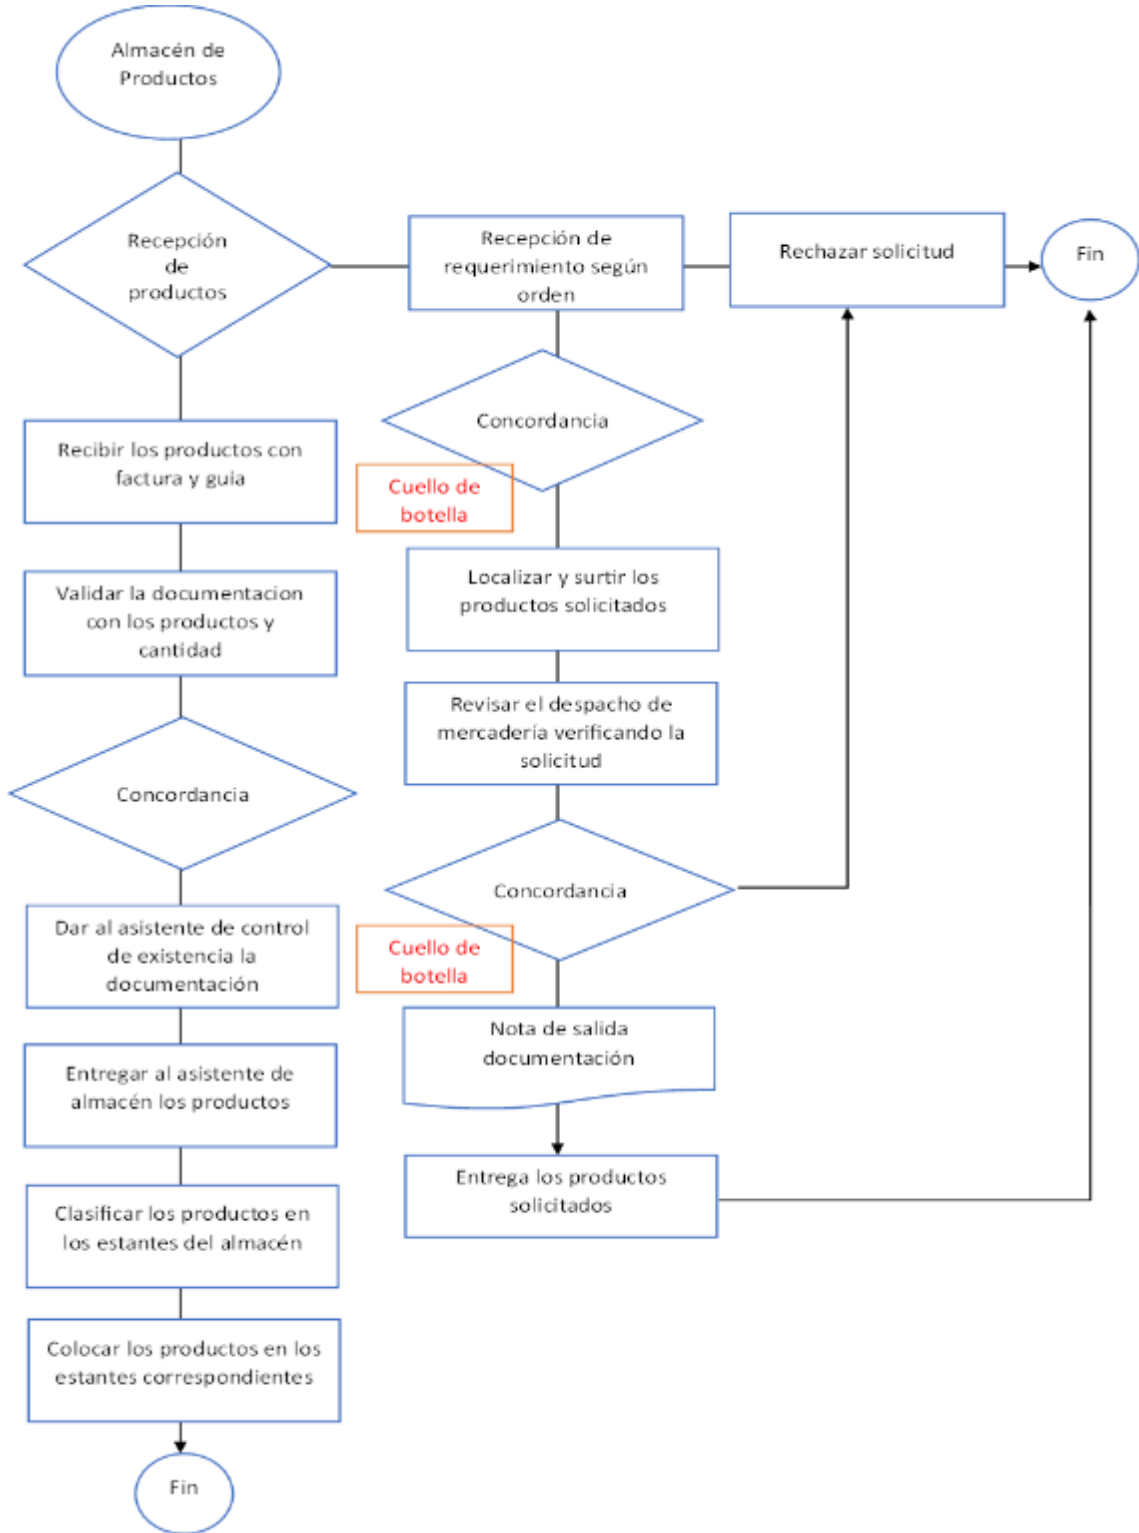 Almacén de
Productos
Recepción
de
productos
Recepción de
requerimiento según
orden
Rechazar solicitud
Fin
Concordancia
Cuello de
botella
Recibir los productos con
factura y guia
Localizar y surtir los
productos solicitados
Validar la documentacion
con los productos y
cantidad
Revisar el despacho de
mercadería verificando la
solicitud
Concordancia
Concordancia
Cuello de
botella
Dar al asistente de control
de existencia la
documentación
Nota de salida
documentación
Entregar al asistente de
almacén los productos
Entrega los productos
solicitados
Clasificar los productos en
los estantes del almacén
Colocar los productos en los
estantes correspondientes
Fin